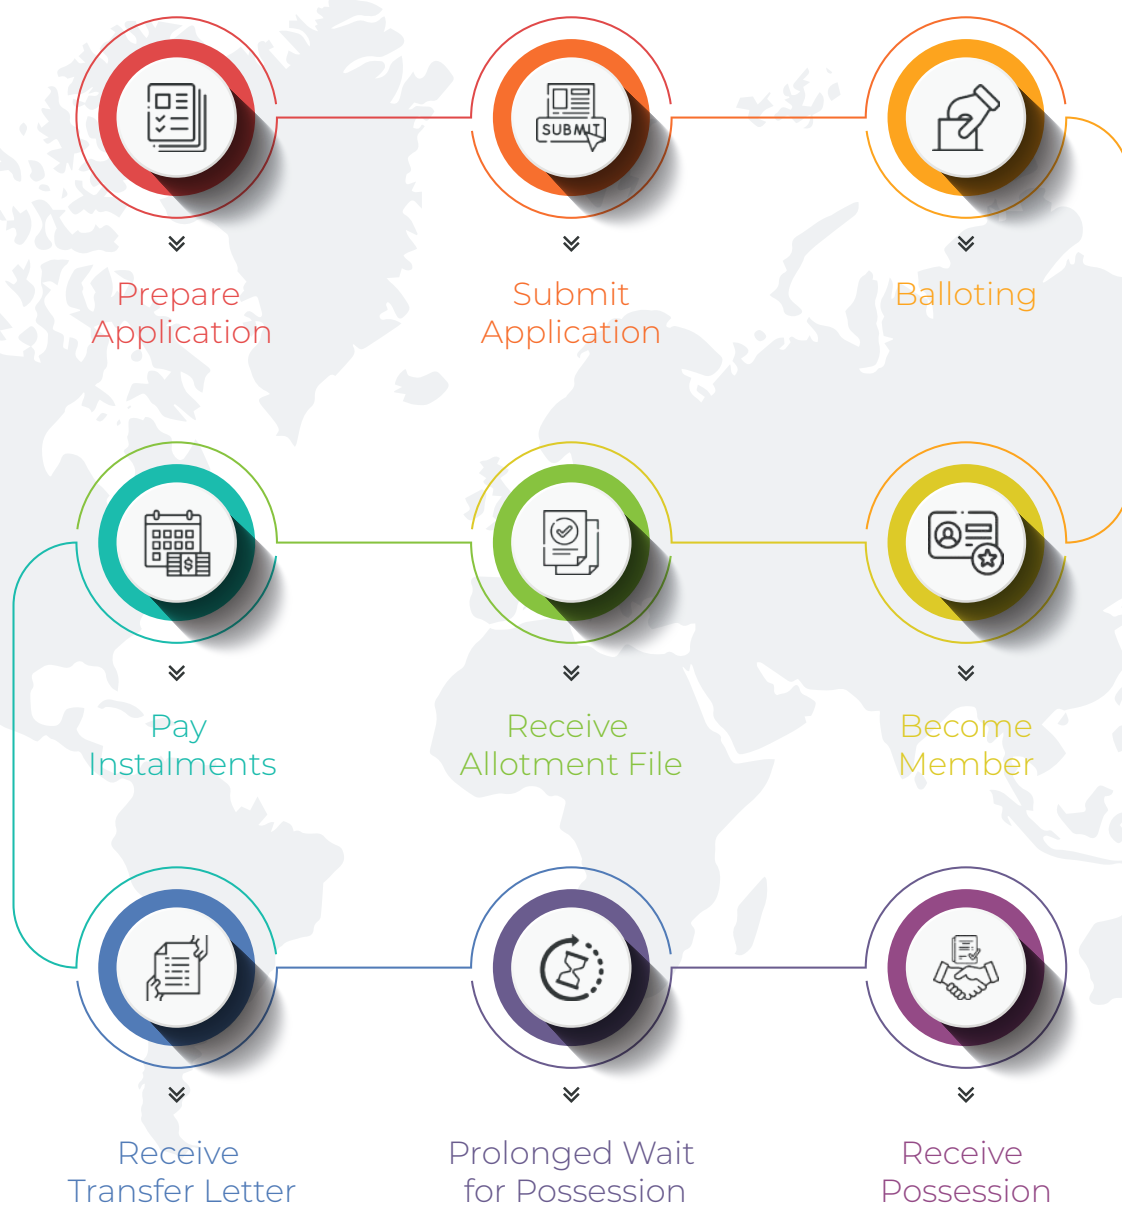 SUBMIT
Prepare
Application
Submit
Application
Balloting
$
Pay
Instalments
Receive
Allotment File
Become
Member
Receive
Transfer Letter
Prolonged Wait
for Possession
Receive
Possession